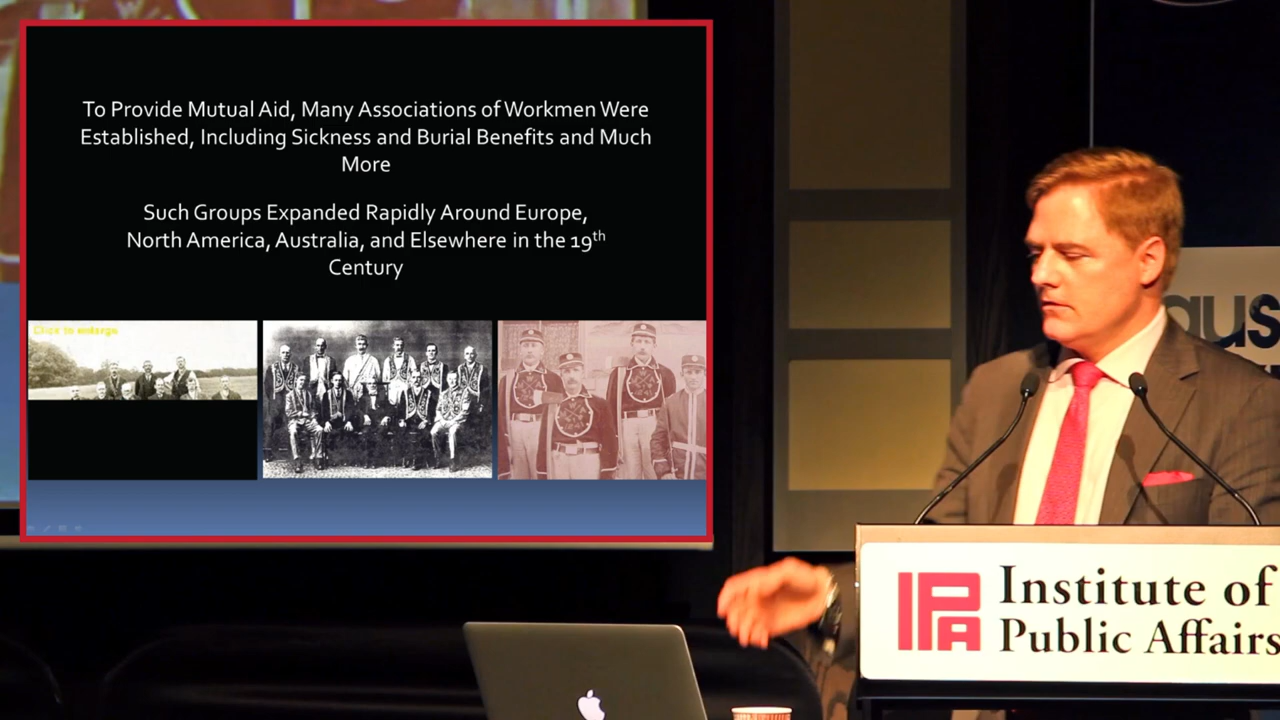 To Provide Mutual Aid, Many Associations of Workmen Were
Established, Including Sickness and Burial Benefits and Much
More
Such Groups Expanded Rapidly Around Europe,
North America, Australia, and Elsewhere in the 19th
Century
Click to enlarge
aus
IPA
Institute of
Public Affairs